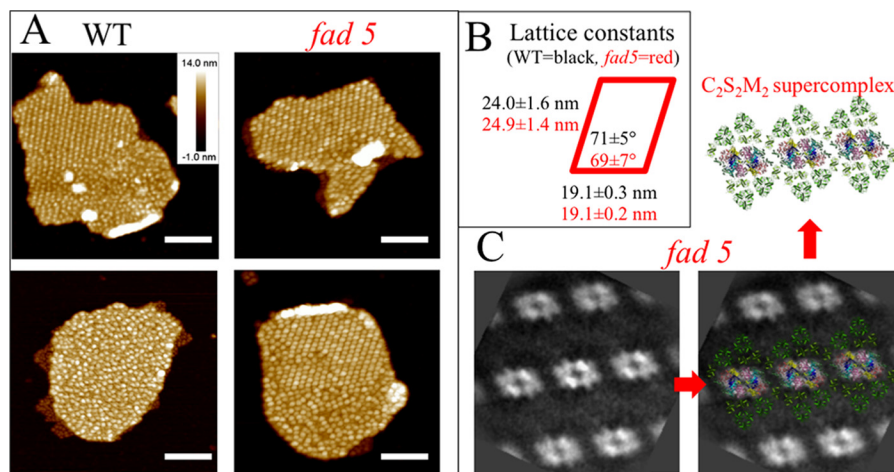 A
WT
fad 5
14.0 nm
-1.0 nm
B
Lattice constants
(WT=black, fad5=red)
24.0±1.6 nm
24.9±1.4 nm
71±5°
69±7°
19.1±0.3 nm
19.1±0.2 nm
C₂S₂M₂ supercomplex
C
fad 5